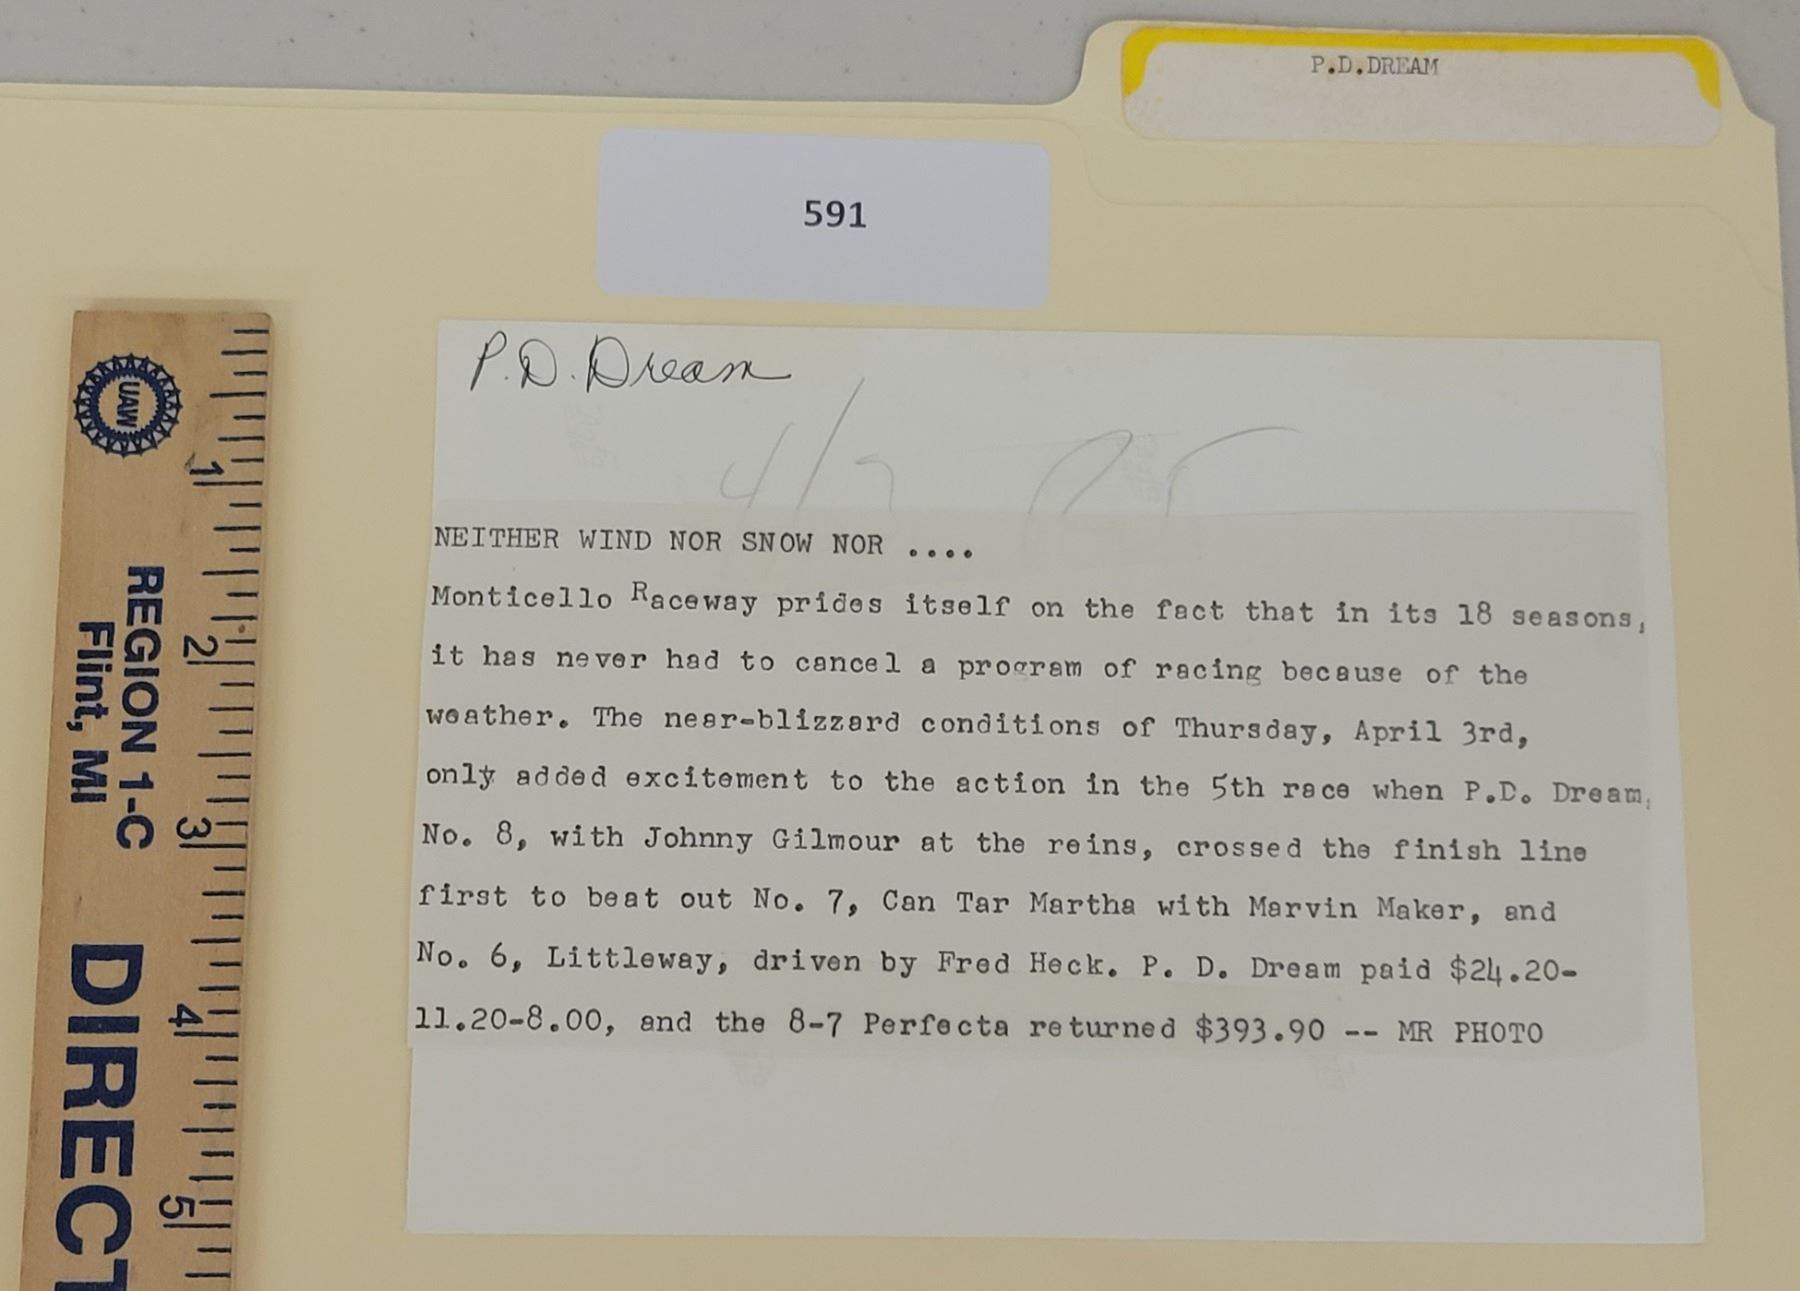 P.D.DREAM
591
P.D. Dream
NEITHER WIND NOR SNOW NOR ....
Monticello Raceway prides itself on the fact that in its 18 seasons,
it has never had to cancel a program of racing because of the
weather. The near-blizzard conditions of Thursday, April 3rd,
only added excitement to the action in the 5th race when P.D. Dream,
No. 8, with Johnny Gilmour at the reins, crossed the finish line
first to beat out No. 7, Can Tar Martha with Marvin Maker, and
No. 6, Littleway, driven by Fred Heck. P. D. Dream paid $24.20-
11.20-8.00, and the 8-7 Perfecta returned $393.90 -- MR PHOTO
UAW
REGION 1-C
Flint, MI
DIRECT
1
2
3
4
5